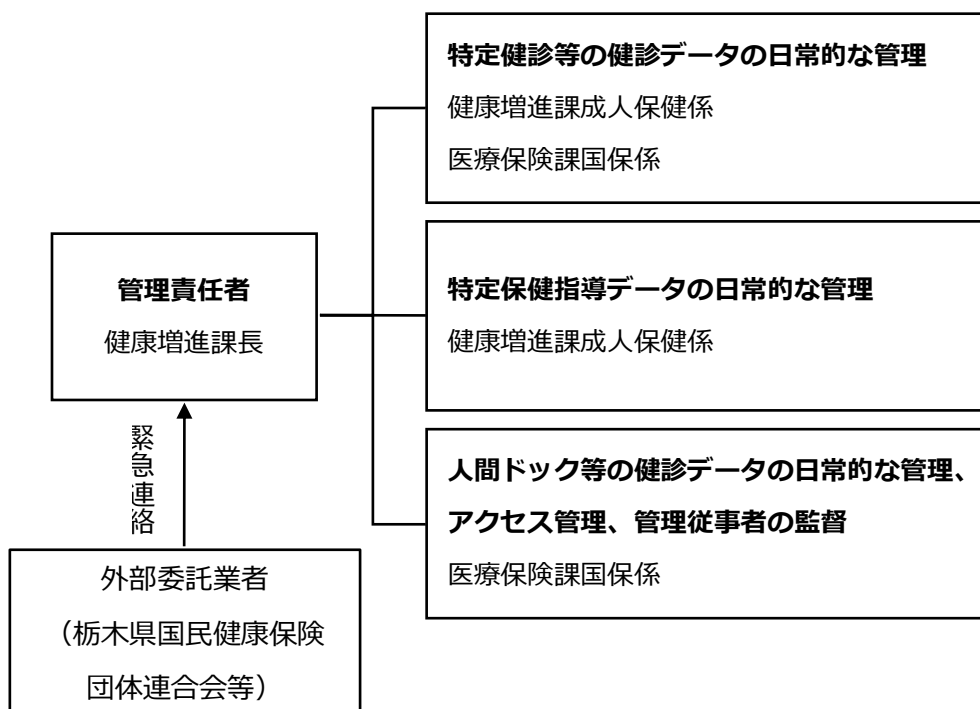 特定健診等の健診データの日常的な管理
健康増進課成人保健係
医療保険課国保係
管理責任者
健康増進課長
特定保健指導データの日常的な管理
健康増進課成人保健係
緊急連絡
人間ドック等の健診データの日常的な管理、
アクセス管理、管理従事者の監督
医療保険課国保係
外部委託業者
（栃木県国民健康保険
団体連合会等）